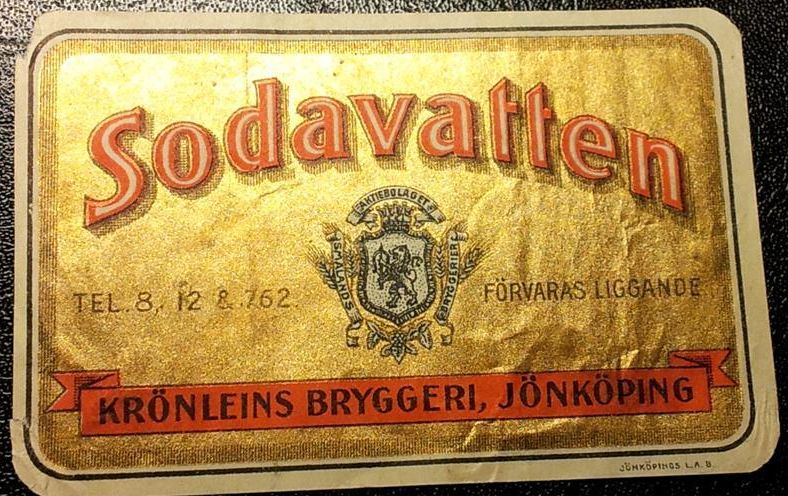 Sodavatten
AKTIEBOLAGET
SMÅLANDS
BRYGGERIER
TEL. 8, 12 & 762.
FÖRVARAS LIGGANDE
KRÖNLEINS BRYGGERI, JÖNKÖPING
JÖNKÖPINGS L.A.B.